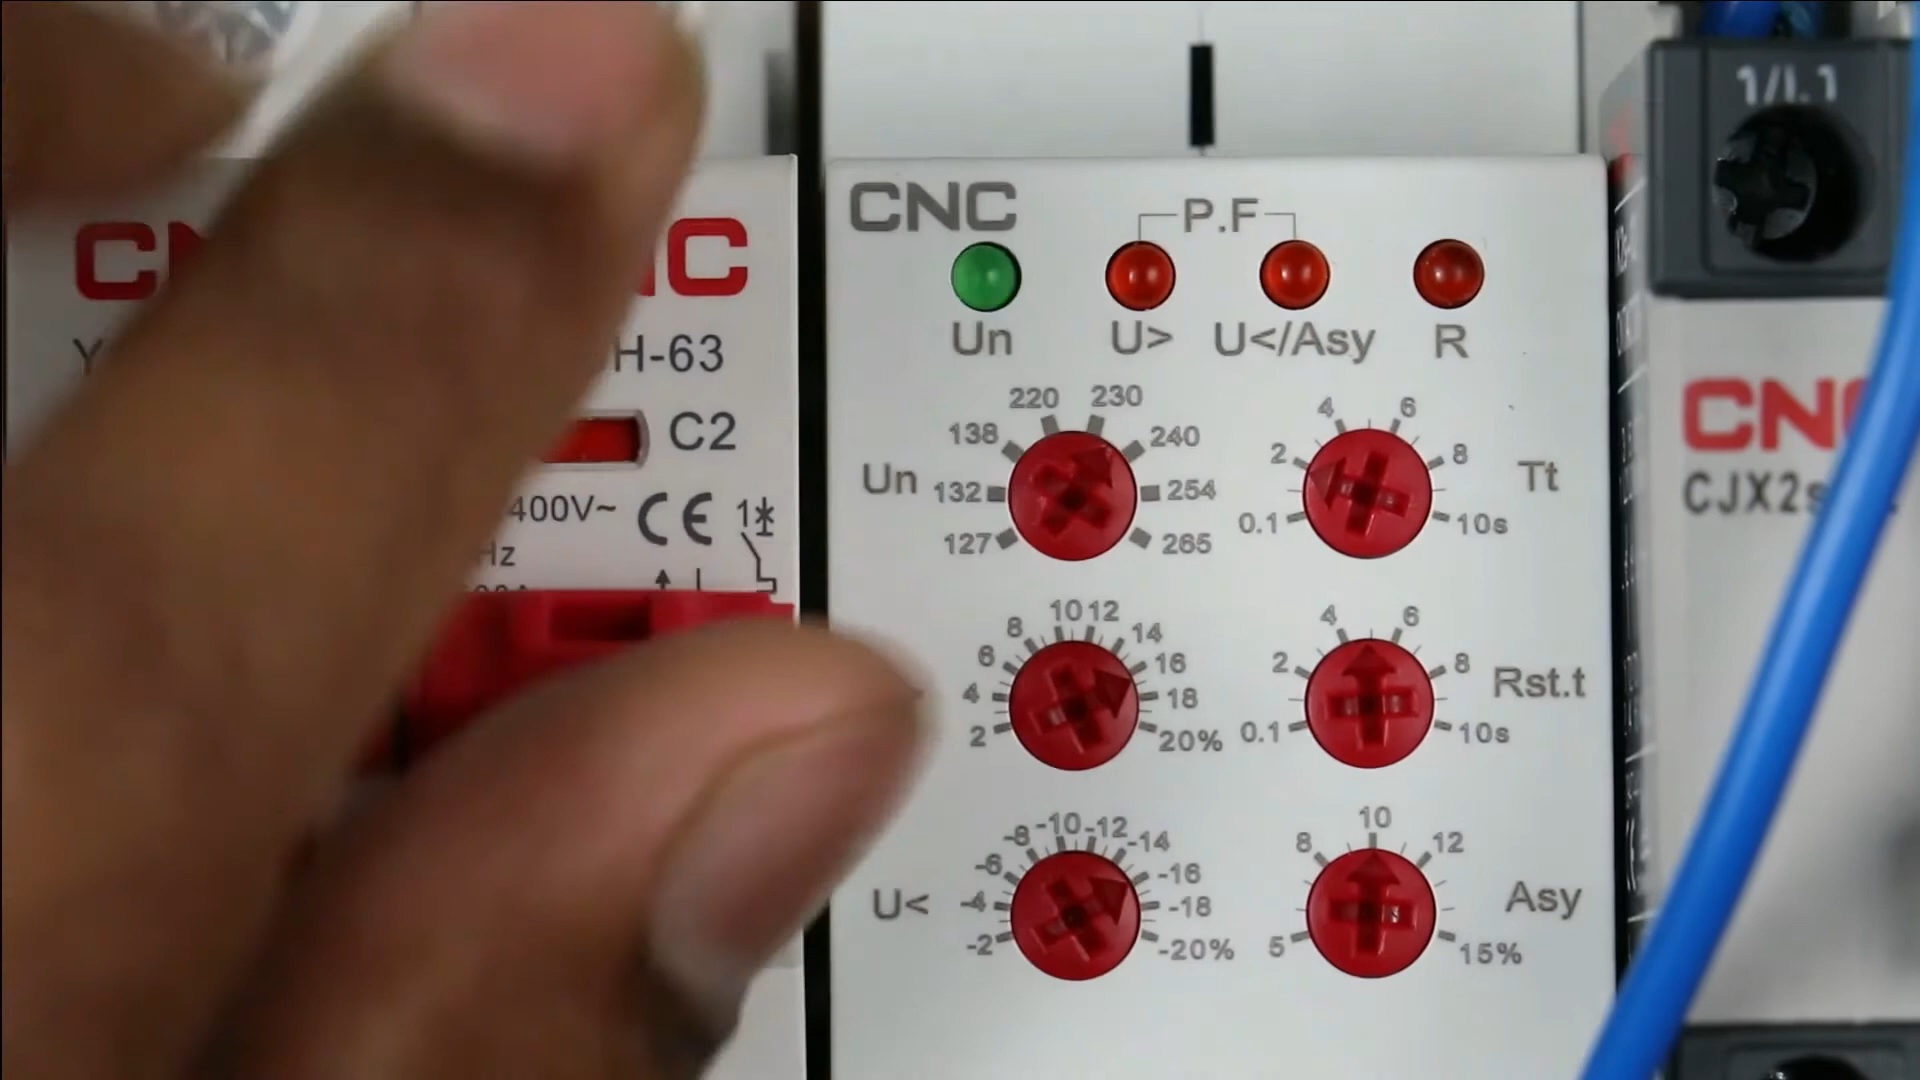 1/L1
CNC
P.F
Un
U>
U</Asy
R
H-63
C2
400V~
CE
Hz
Un
127
132
138
220
230
240
254
265
0.1
2
4
6
8
10s
Tt
2
4
6
8
10
12
14
16
18
20%
0.1
2
4
6
8
10s
Rst.t
U<
-2
-4
-6
-8
-10
-12
-14
-16
-18
-20%
5
8
10
12
15%
Asy
CJX2s